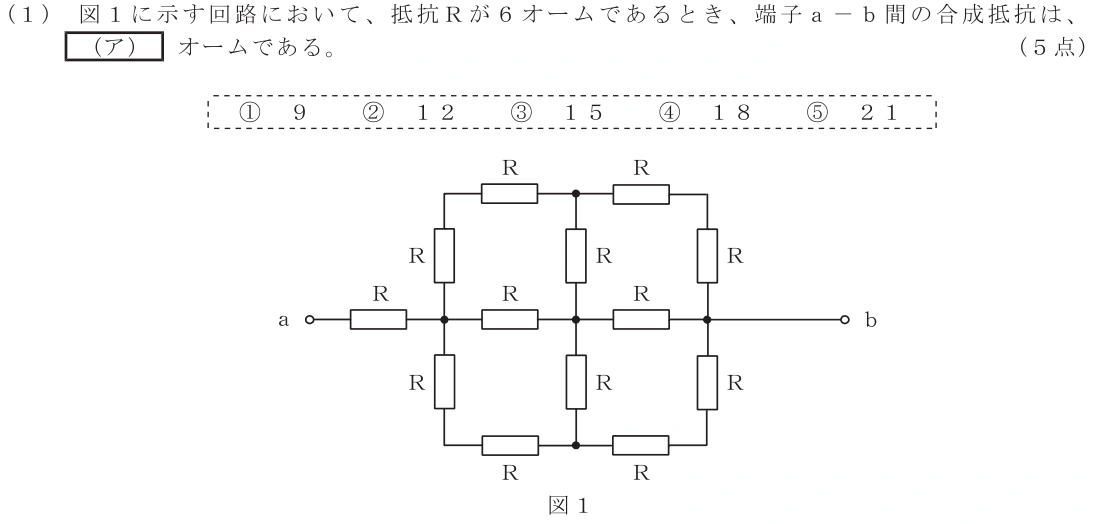 (1) 図1に示す回路において、抵抗Rが6オームであるとき、端子a－b間の合成抵抗は、
(ア) オームである。 (5点)
① 9 ② 12 ③ 15 ④ 18 ⑤ 21
R R
R R R
R R R
a b
R R R
R R
図1